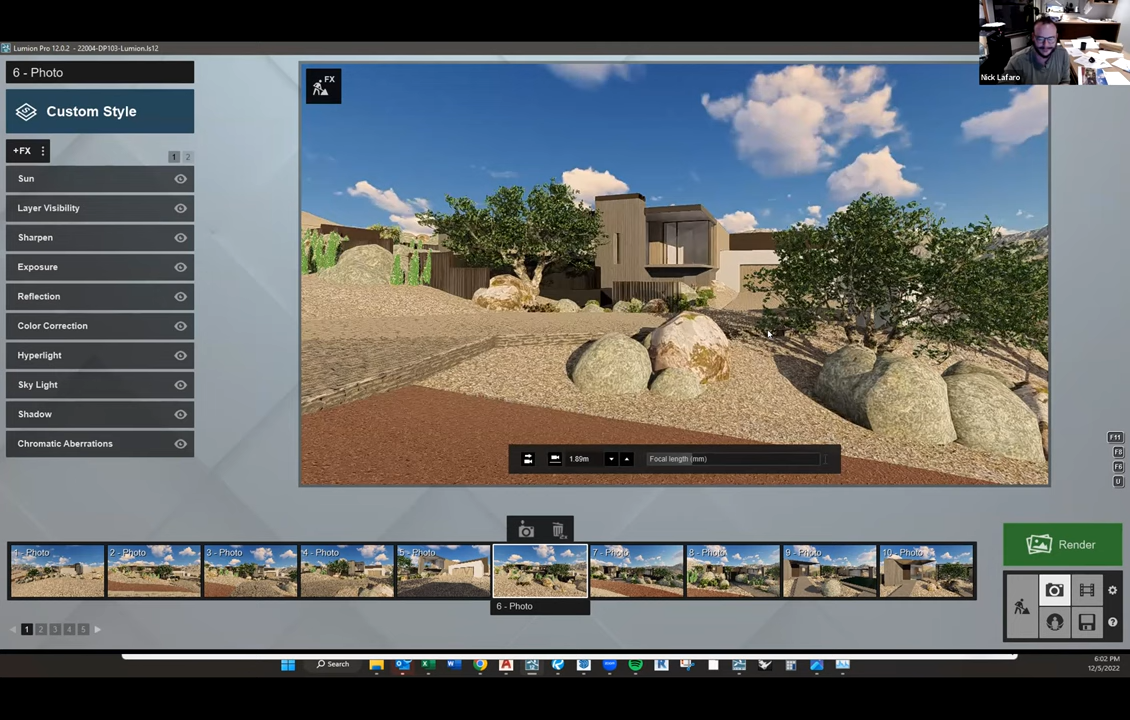 Lumion Pro 12.0.2 - 22004-DP103-Lumion.ls12
Nick Lafaro
6 - Photo
FX
Custom Style
+FX
1 2
Sun
Layer Visibility
Sharpen
Exposure
Reflection
Color Correction
Hyperlight
Sky Light
Shadow
Chromatic Aberrations
1.89m
Focal length (mm)
F11
F8
F6
U
Render
1 - Photo
2 - Photo
3 - Photo
4 - Photo
5 - Photo
7 - Photo
8 - Photo
9 - Photo
10 - Photo
6 - Photo
1 2 3 4 5
Search
6:02 PM
12/5/2022